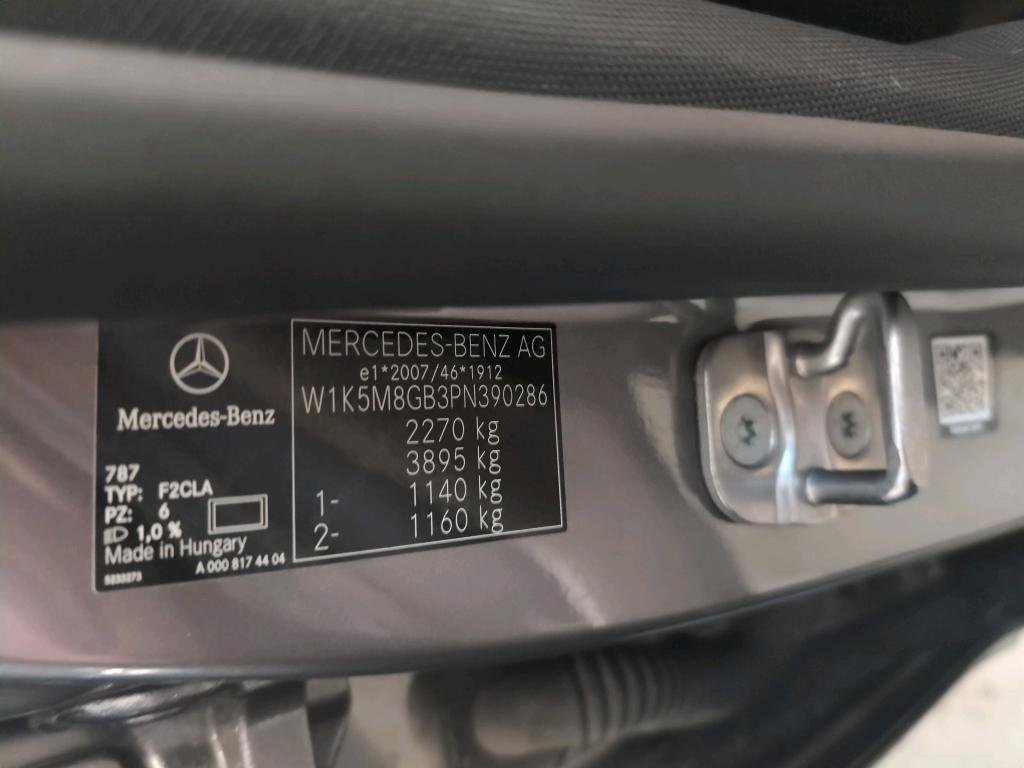 Mercedes-Benz
787
TYP: F2CLA
PZ: 6
1,0 %
Made in Hungary
A 000 817 44 04
MERCEDES-BENZ AG
e1*2007/46*1912
W1K5M8GB3PN390286
2270 kg
3895 kg
1- 1140 kg
2- 1160 kg